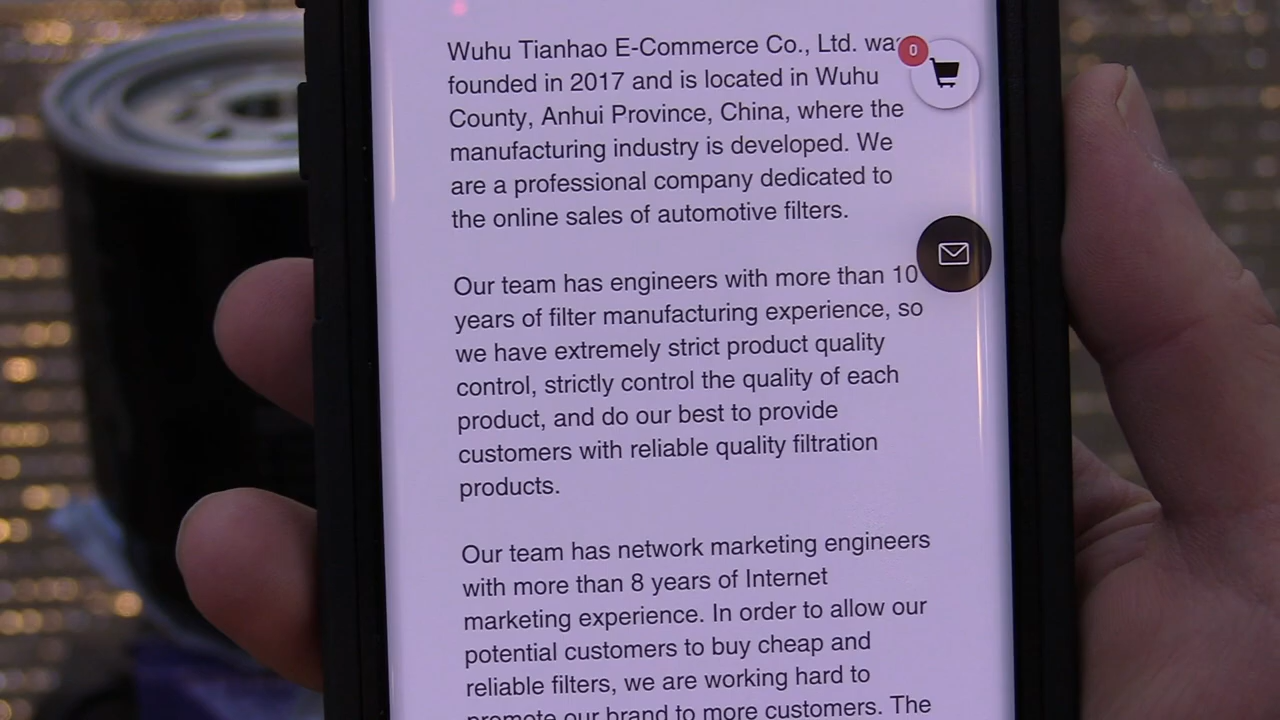 Wuhu Tianhao E-Commerce Co., Ltd. was
0
founded in 2017 and is located in Wuhu
County, Anhui Province, China, where the
manufacturing industry is developed. We
are a professional company dedicated to
the online sales of automotive filters.
Our team has engineers with more than 10
years of filter manufacturing experience, so
we have extremely strict product quality
control, strictly control the quality of each
product, and do our best to provide
customers with reliable quality filtration
products.
Our team has network marketing engineers
with more than 8 years of Internet
marketing experience. In order to allow our
potential customers to buy cheap and
reliable filters, we are working hard to
promote our brand to more customers. The